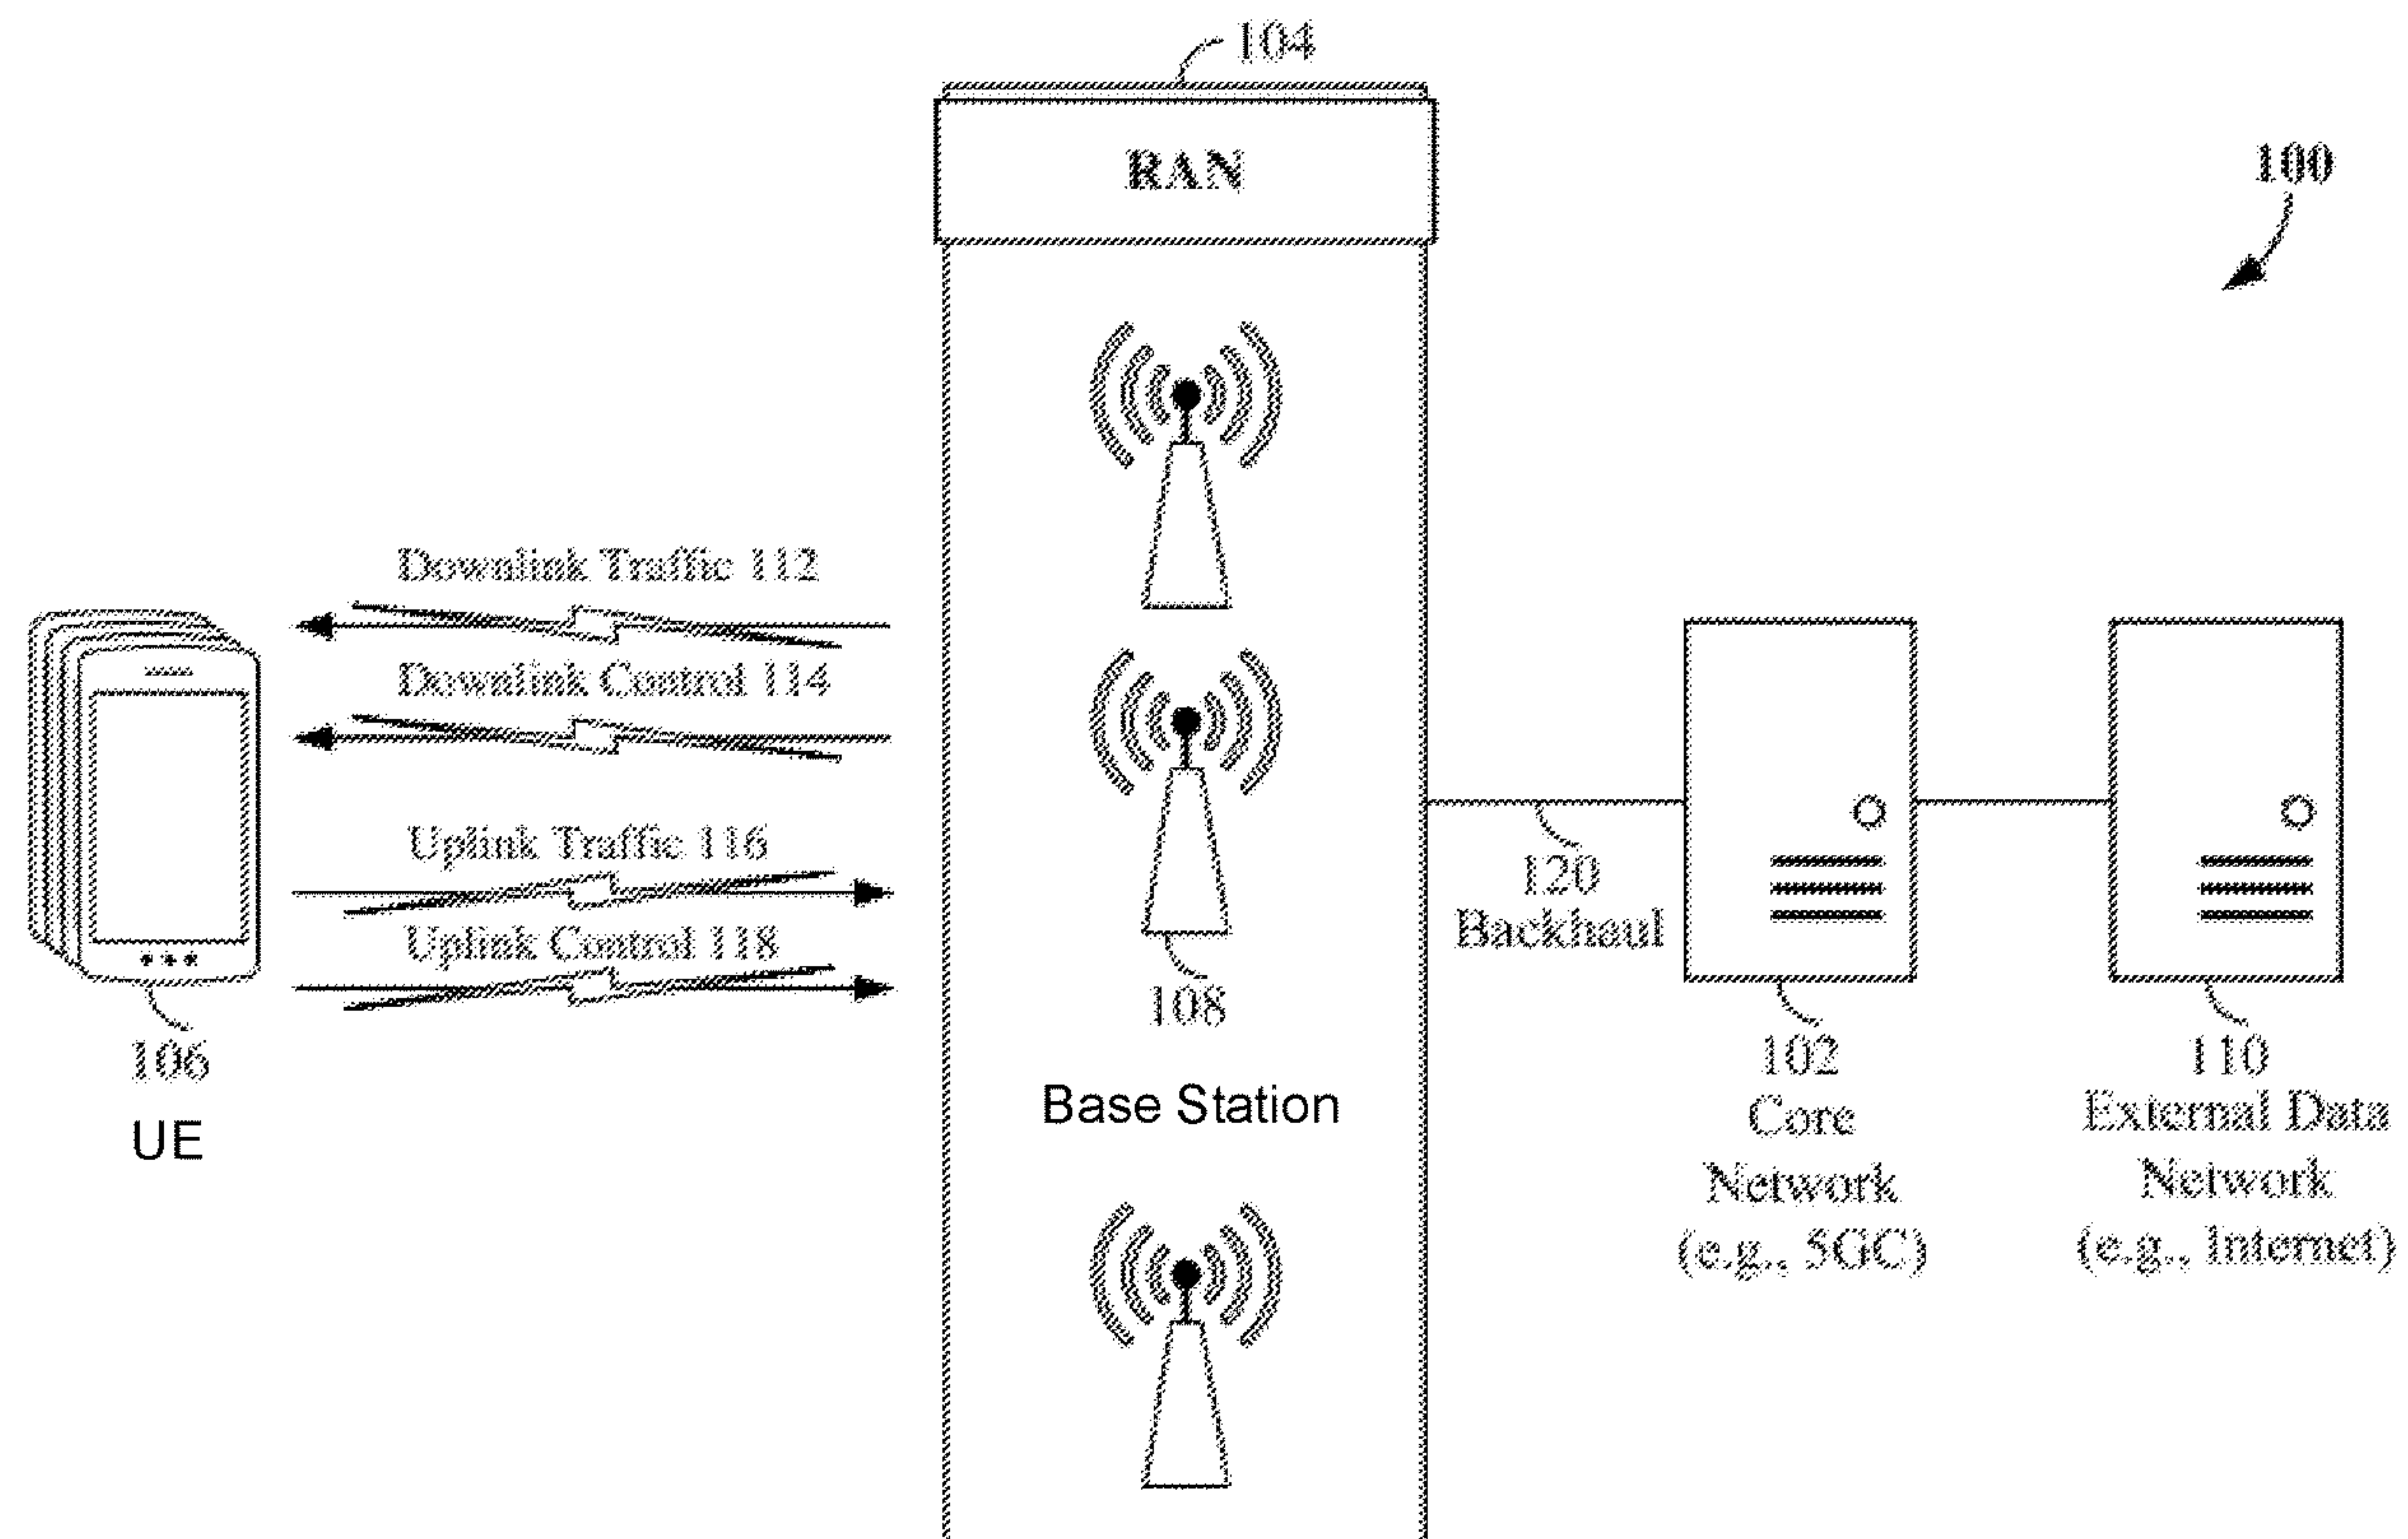 104
RAN
100
Downlink Traffic 112
Downlink Control 114
Uplink Traffic 116
Uplink Control 118
106
UE
108
Base Station
120
Backhaul
102
Core
Network
(e.g., 5GC)
110
External Data
Network
(e.g., Internet)